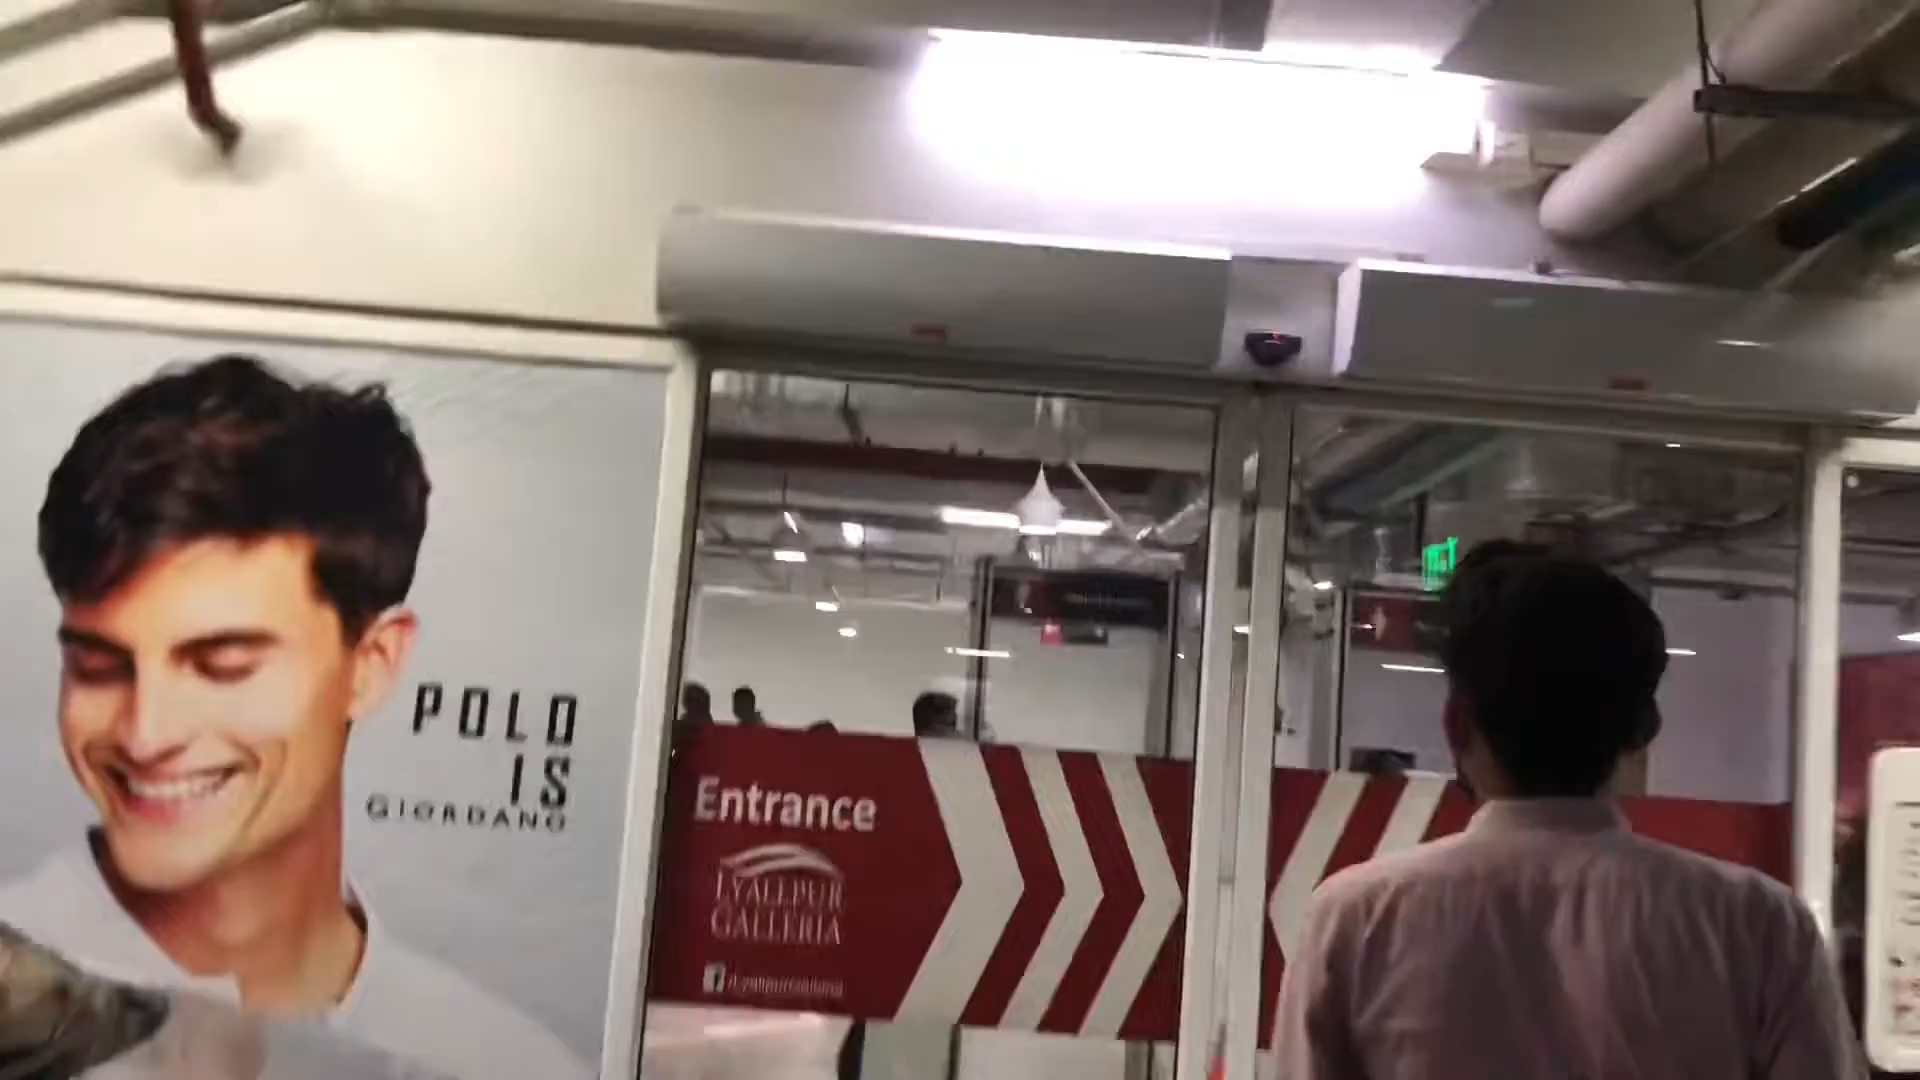 POLO
IS
GIORDANO
Entrance
LYALLPUR
GALLERIA